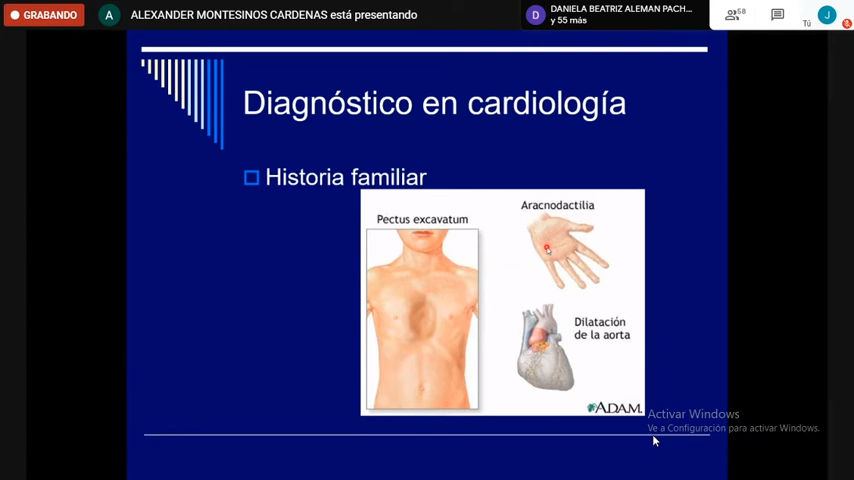 GRABANDO
A
ALEXANDER MONTESINOS CARDENAS está presentando
D
DANIELA BEATRIZ ALEMAN PACH...
y 55 más
58
Tú
J
Diagnóstico en cardiología
Historia familiar
Pectus excavatum
Aracnodactilia
Dilatación
de la aorta
ADAM.
Activar Windows
Ve a Configuración para activar Windows.